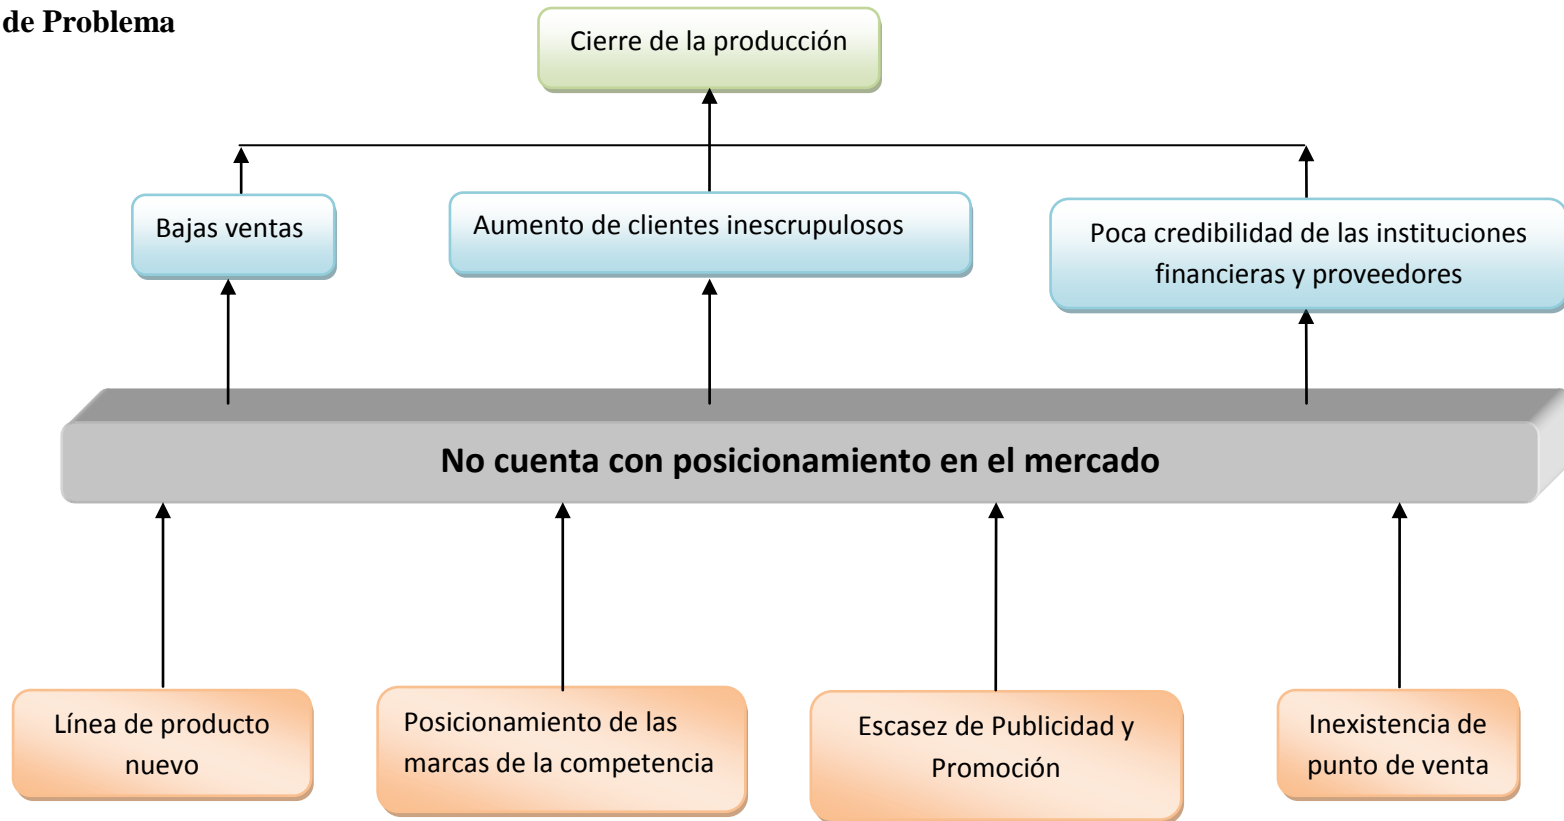 de Problema
Cierre de la producción
Bajas ventas
Aumento de clientes inescrupulosos
Poca credibilidad de las instituciones
financieras y proveedores
No cuenta con posicionamiento en el mercado
Línea de producto
nuevo
Posicionamiento de las
marcas de la competencia
Escasez de Publicidad y
Promoción
Inexistencia de
punto de venta